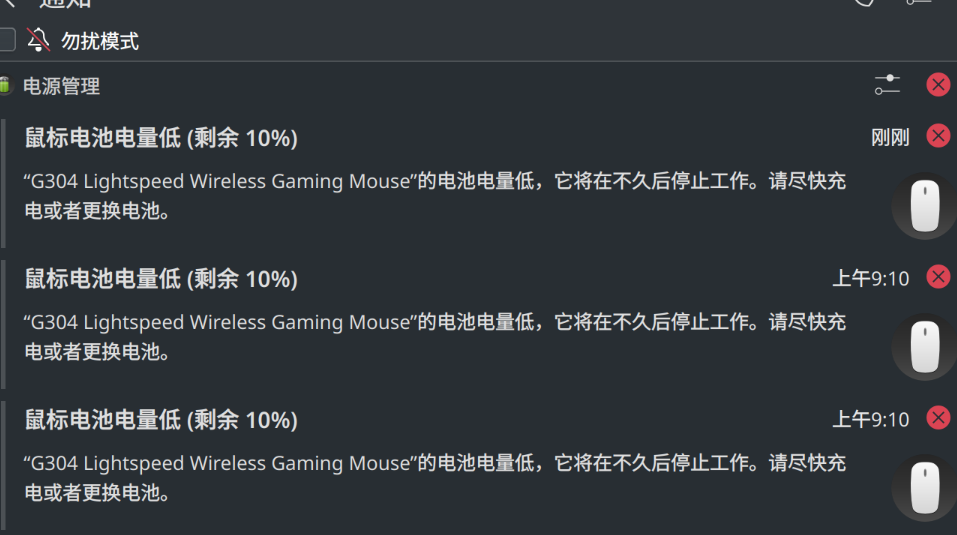 通知
勿扰模式
电源管理
鼠标电池电量低 (剩余 10%)
刚刚
“G304 Lightspeed Wireless Gaming Mouse”的电池电量低，它将在不久后停止工作。请尽快充
电或者更换电池。
鼠标电池电量低 (剩余 10%)
上午9:10
“G304 Lightspeed Wireless Gaming Mouse”的电池电量低，它将在不久后停止工作。请尽快充
电或者更换电池。
鼠标电池电量低 (剩余 10%)
上午9:10
“G304 Lightspeed Wireless Gaming Mouse”的电池电量低，它将在不久后停止工作。请尽快充
电或者更换电池。